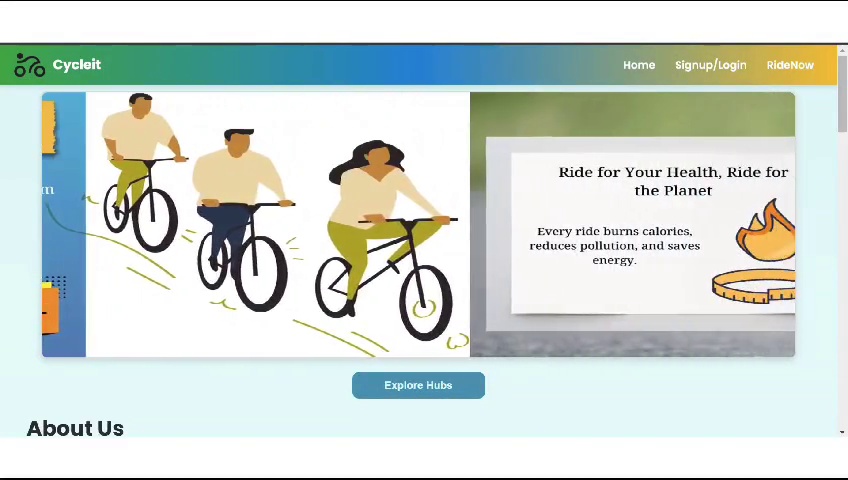 Cycleit
Home
Signup/Login
RideNow
Ride for Your Health, Ride for
the Planet
Every ride burns calories,
reduces pollution, and saves
energy.
Explore Hubs
About Us